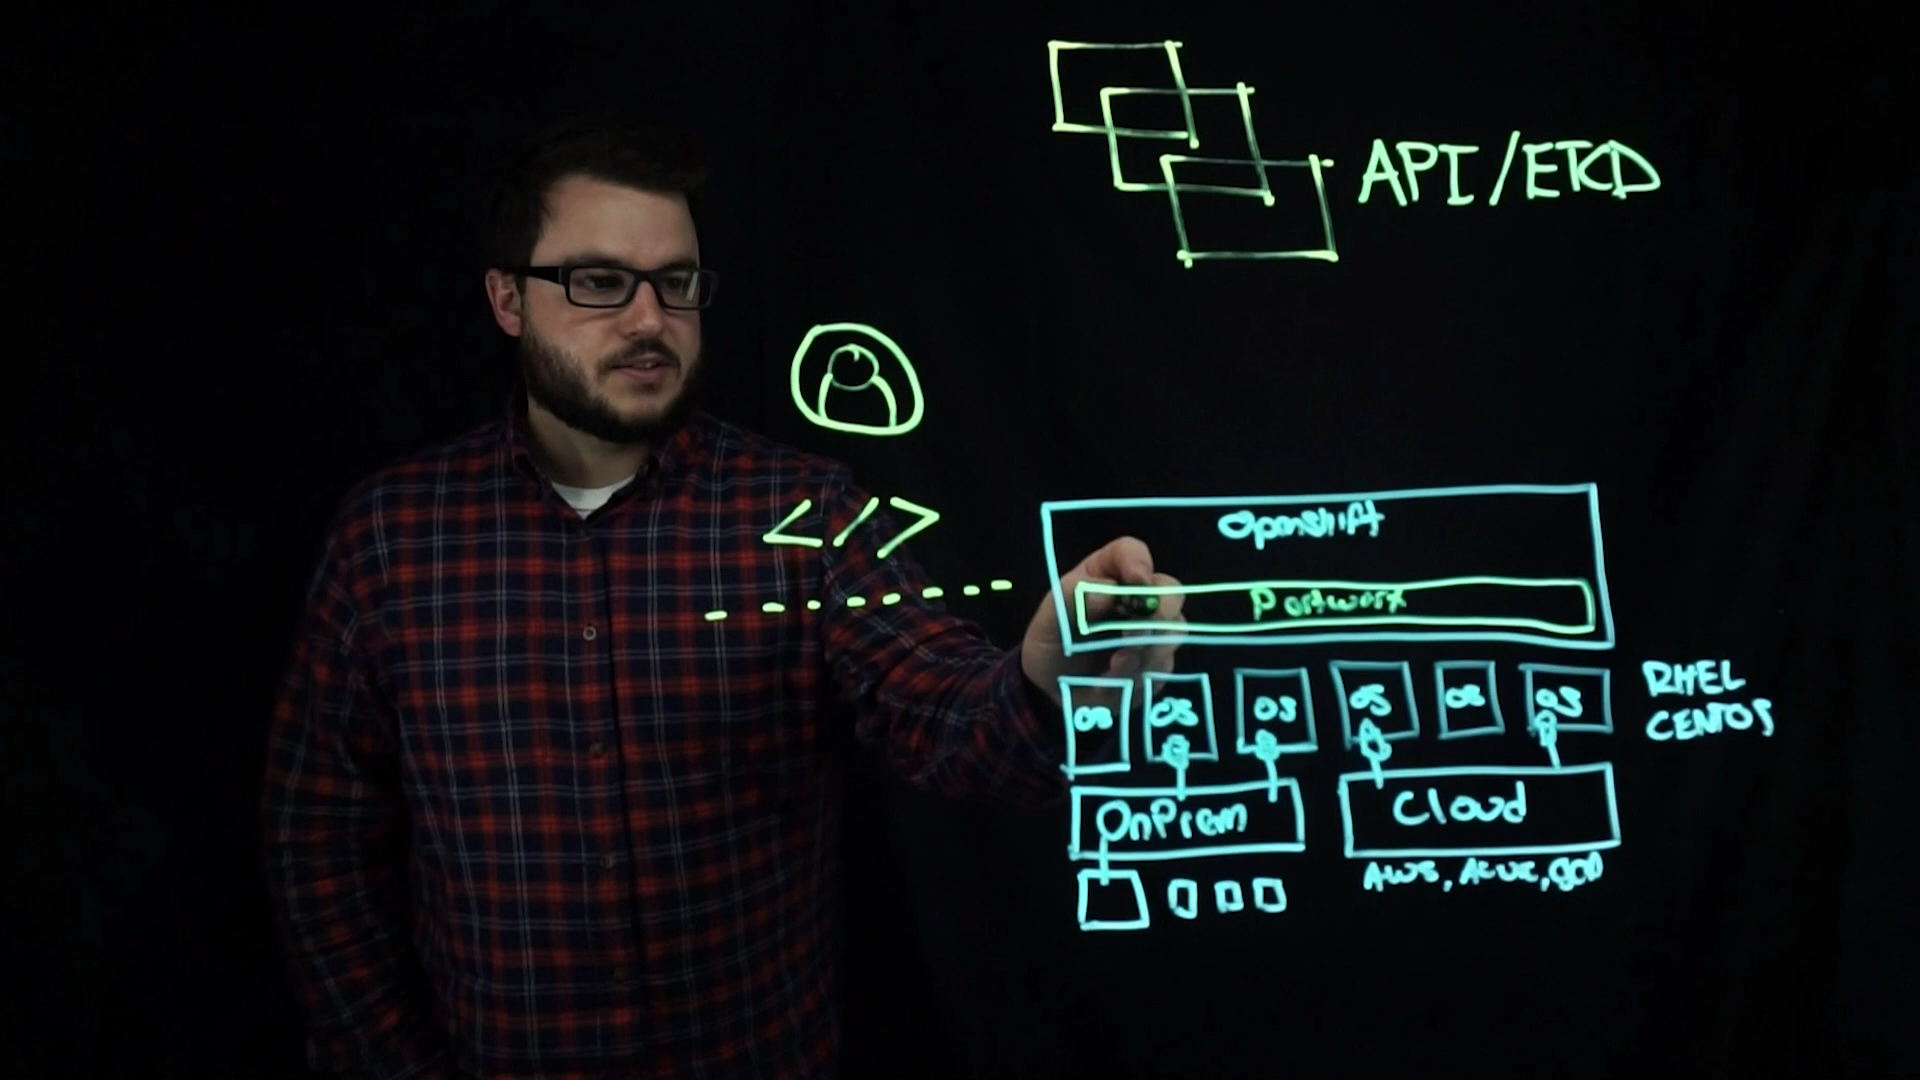 API/ETCD
</>
Openshift
Portworx
OS OS OS OS OS OS
RHEL
CENTOS
OnPrem
Cloud
AWS, Azure, GCP